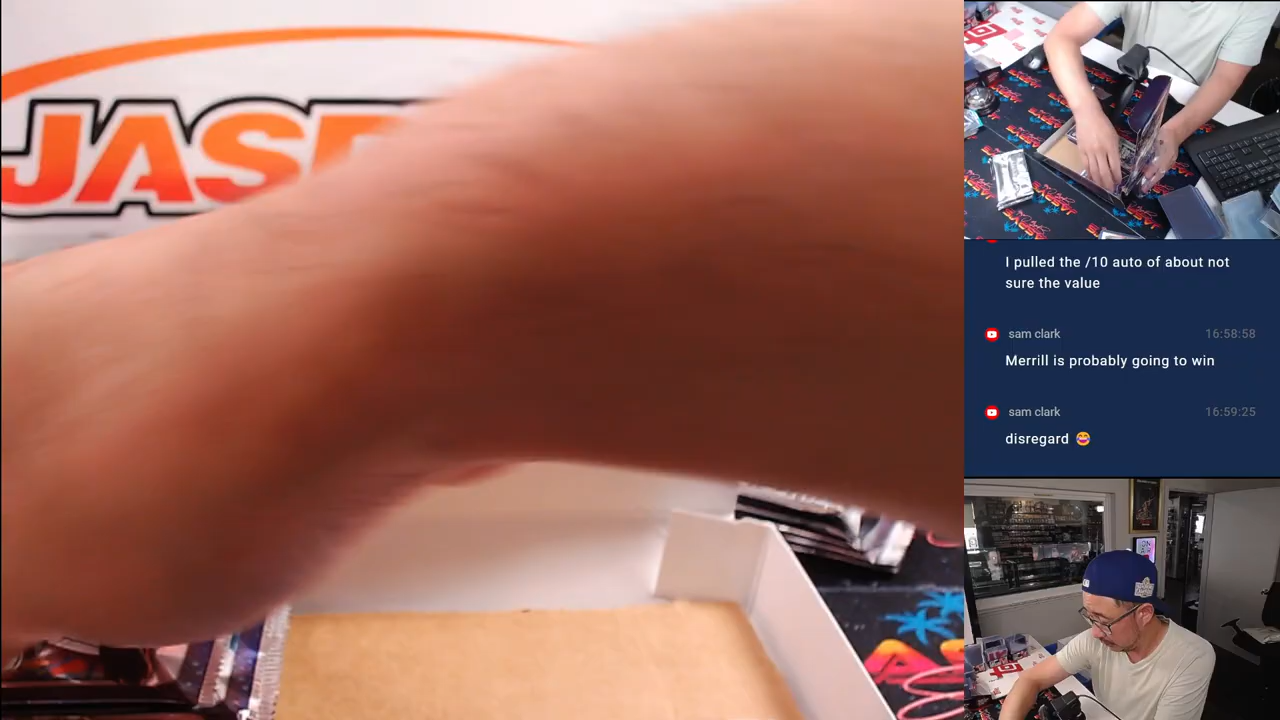 JASP
I pulled the /10 auto of about not
sure the value
sam clark 16:58:58
Merrill is probably going to win
sam clark 16:59:25
disregard 😂